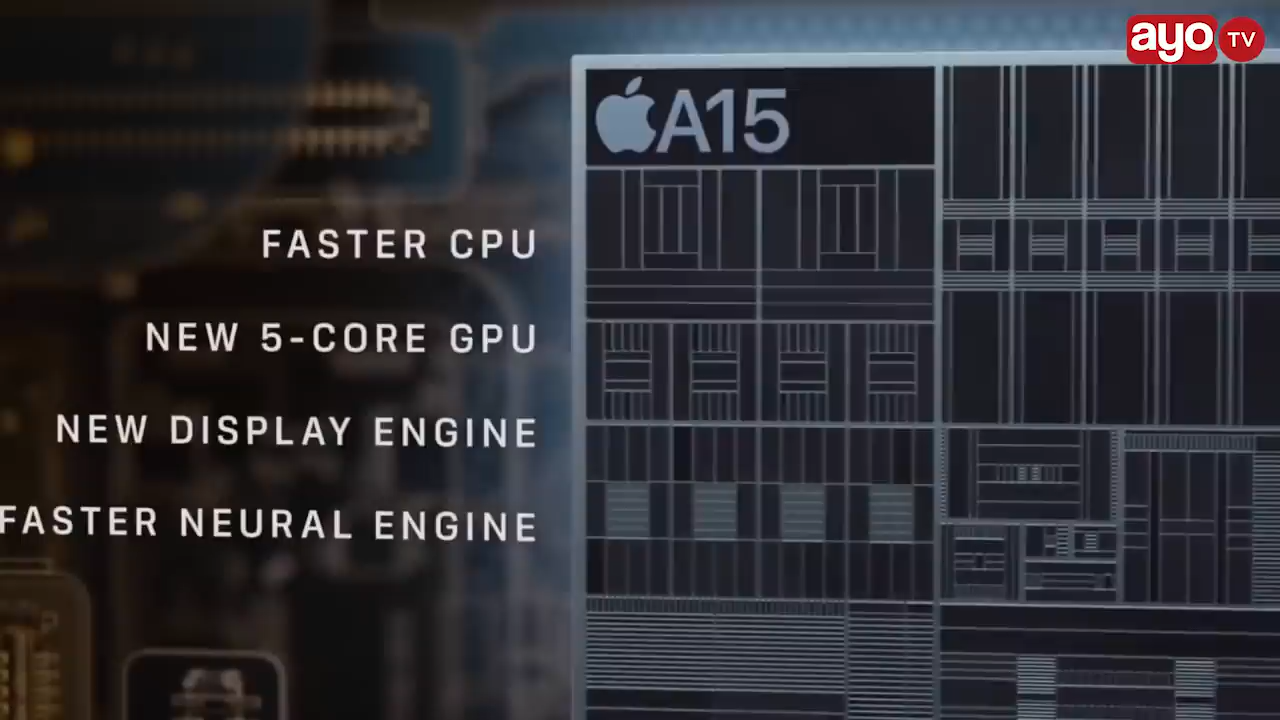 ayo TV
A15
FASTER CPU
NEW 5-CORE GPU
NEW DISPLAY ENGINE
FASTER NEURAL ENGINE